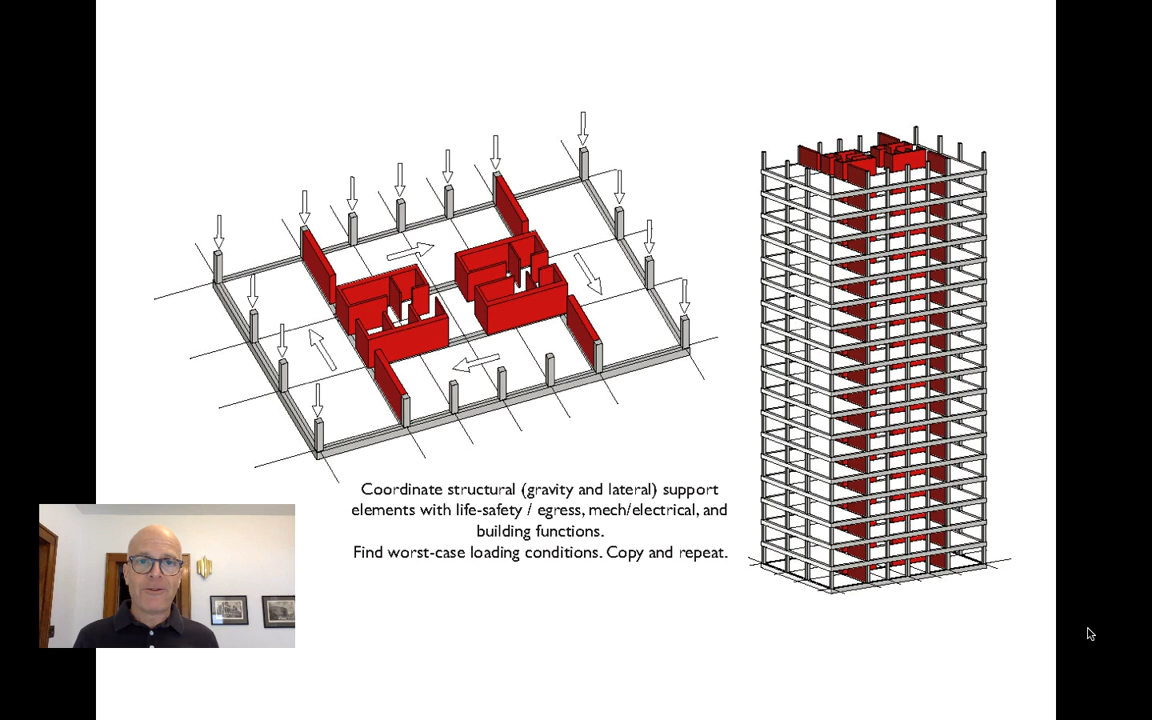 Coordinate structural (gravity and lateral) support
elements with life-safety / egress, mech/electrical, and
building functions.
Find worst-case loading conditions. Copy and repeat.